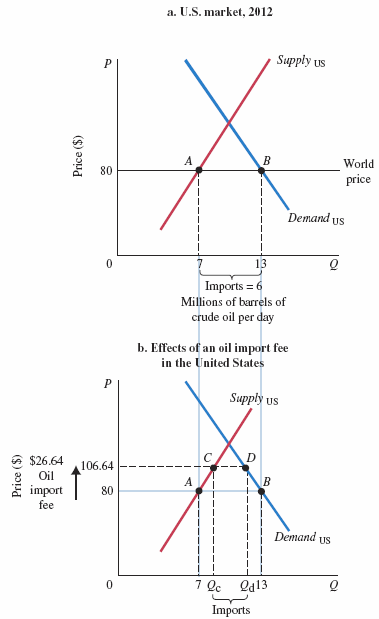 a. U.S. market, 2012
P
Supply US
Price ($)
A
B
80
World
price
Demand US
0
7
13
Q
Imports = 6
Millions of barrels of
crude oil per day
b. Effects of an oil import fee
in the United States
P
Supply US
Price ($)
$26.64
Oil
import
fee
106.64
C
D
80
A
B
Demand US
0
7 Qc Qd 13
Q
Imports